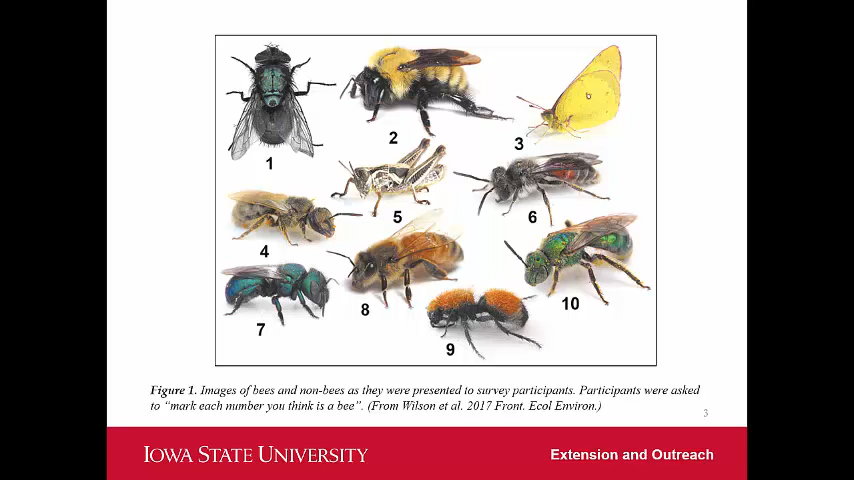 1
2
3
4
5
6
7
8
9
10
Figure 1. Images of bees and non-bees as they were presented to survey participants. Participants were asked
to “mark each number you think is a bee”. (From Wilson et al. 2017 Front. Ecol Environ.)
3
IOWA STATE UNIVERSITY
Extension and Outreach